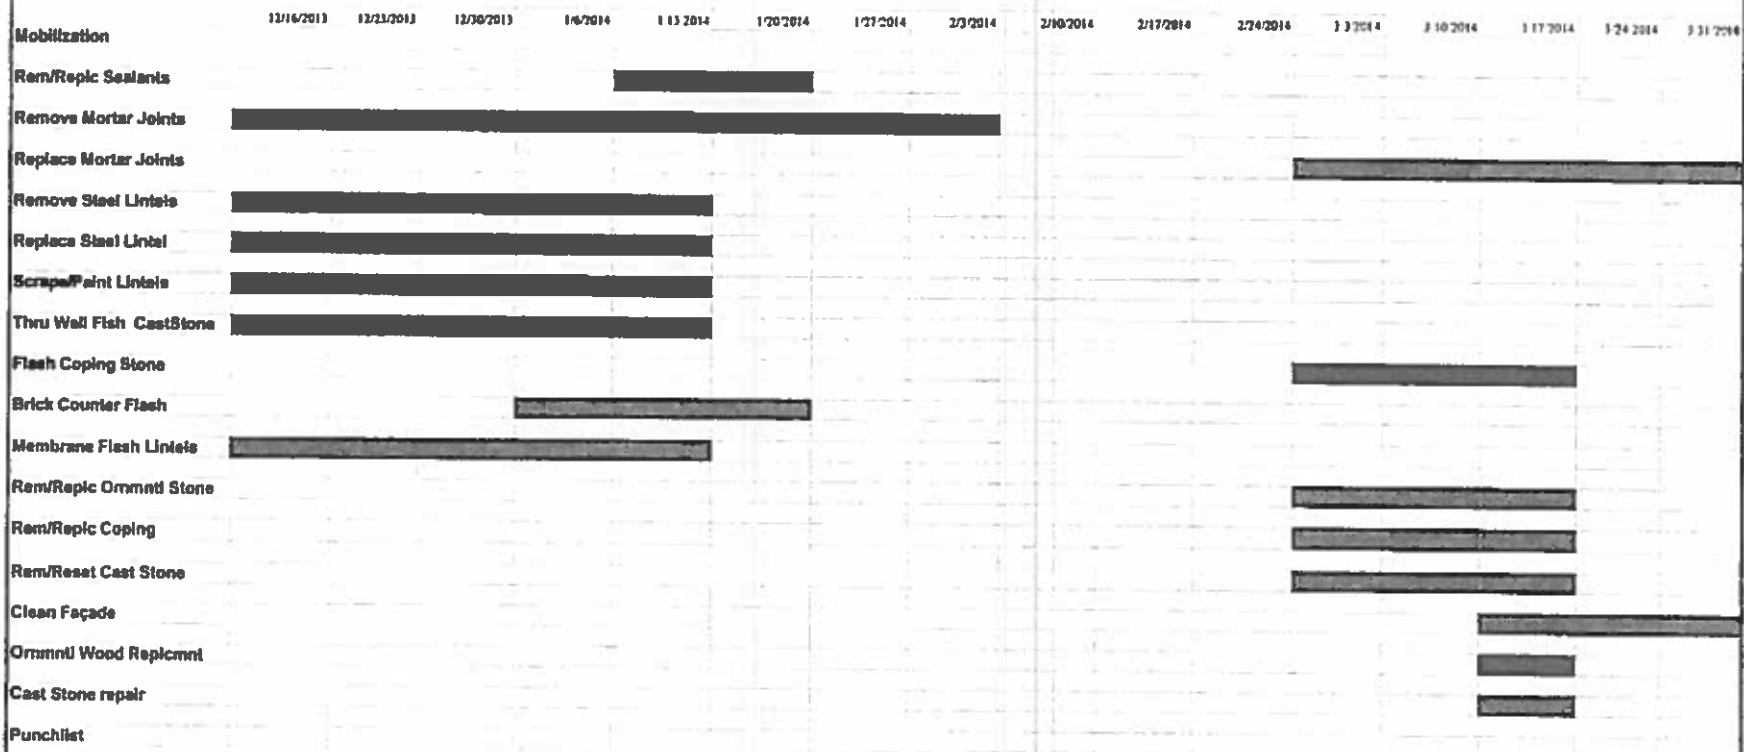 12/16/2013 12/23/2013 12/30/2013 1/6/2014 1 13 2014 1/20/2014 1/27/2014 2/3/2014 2/10/2014 2/17/2014 2/24/2014 3 3/2014 3 10 2014 3 17 2014 3 24 2014 3 31 2014
Mobilization
Rem/Replc Sealants
Remove Mortar Joints
Replace Mortar Joints
Remove Steel Lintels
Replace Steel Lintel
Scrape/Paint Lintels
Thru Wall Flsh CastStone
Flash Coping Stone
Brick Counter Flash
Membrane Flash Lintels
Rem/Replc Ornmntl Stone
Rem/Replc Coping
Rem/Reset Cast Stone
Clean Façade
Ornmntl Wood Replcmnt
Cast Stone repair
Punchlist